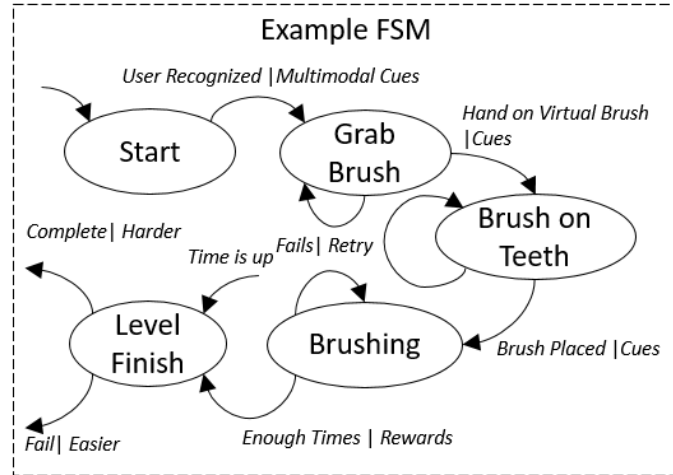 Example FSM
User Recognized |Multimodal Cues
Start
Grab
Brush
Hand on Virtual Brush
|Cues
Brush on
Teeth
Fails| Retry
Complete| Harder
Time is up
Level
Finish
Brushing
Brush Placed |Cues
Fail| Easier
Enough Times | Rewards